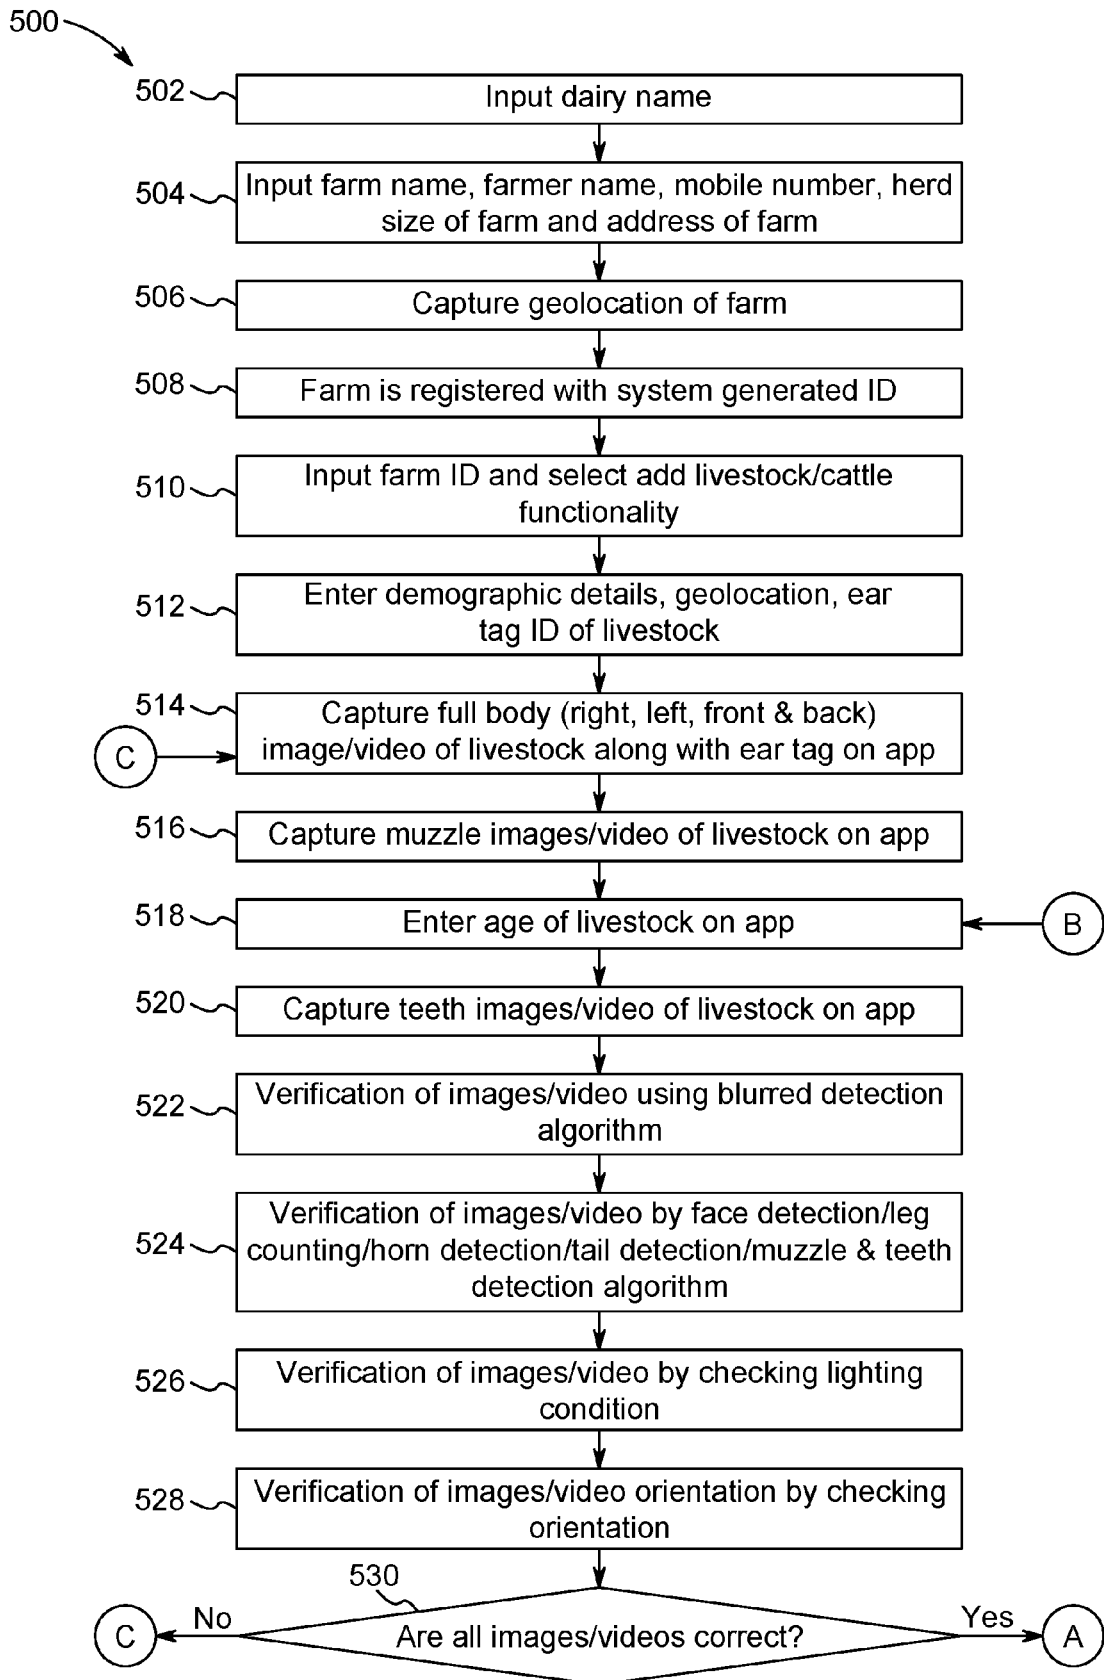 500
502
Input dairy name
504
Input farm name, farmer name, mobile number, herd
size of farm and address of farm
506
Capture geolocation of farm
508
Farm is registered with system generated ID
510
Input farm ID and select add livestock/cattle
functionality
512
Enter demographic details, geolocation, ear
tag ID of livestock
514
Capture full body (right, left, front & back)
image/video of livestock along with ear tag on app
C
516
Capture muzzle images/video of livestock on app
518
Enter age of livestock on app
B
520
Capture teeth images/video of livestock on app
522
Verification of images/video using blurred detection
algorithm
524
Verification of images/video by face detection/leg
counting/horn detection/tail detection/muzzle & teeth
detection algorithm
526
Verification of images/video by checking lighting
condition
528
Verification of images/video orientation by checking
orientation
530
C
No
Are all images/videos correct?
Yes
A